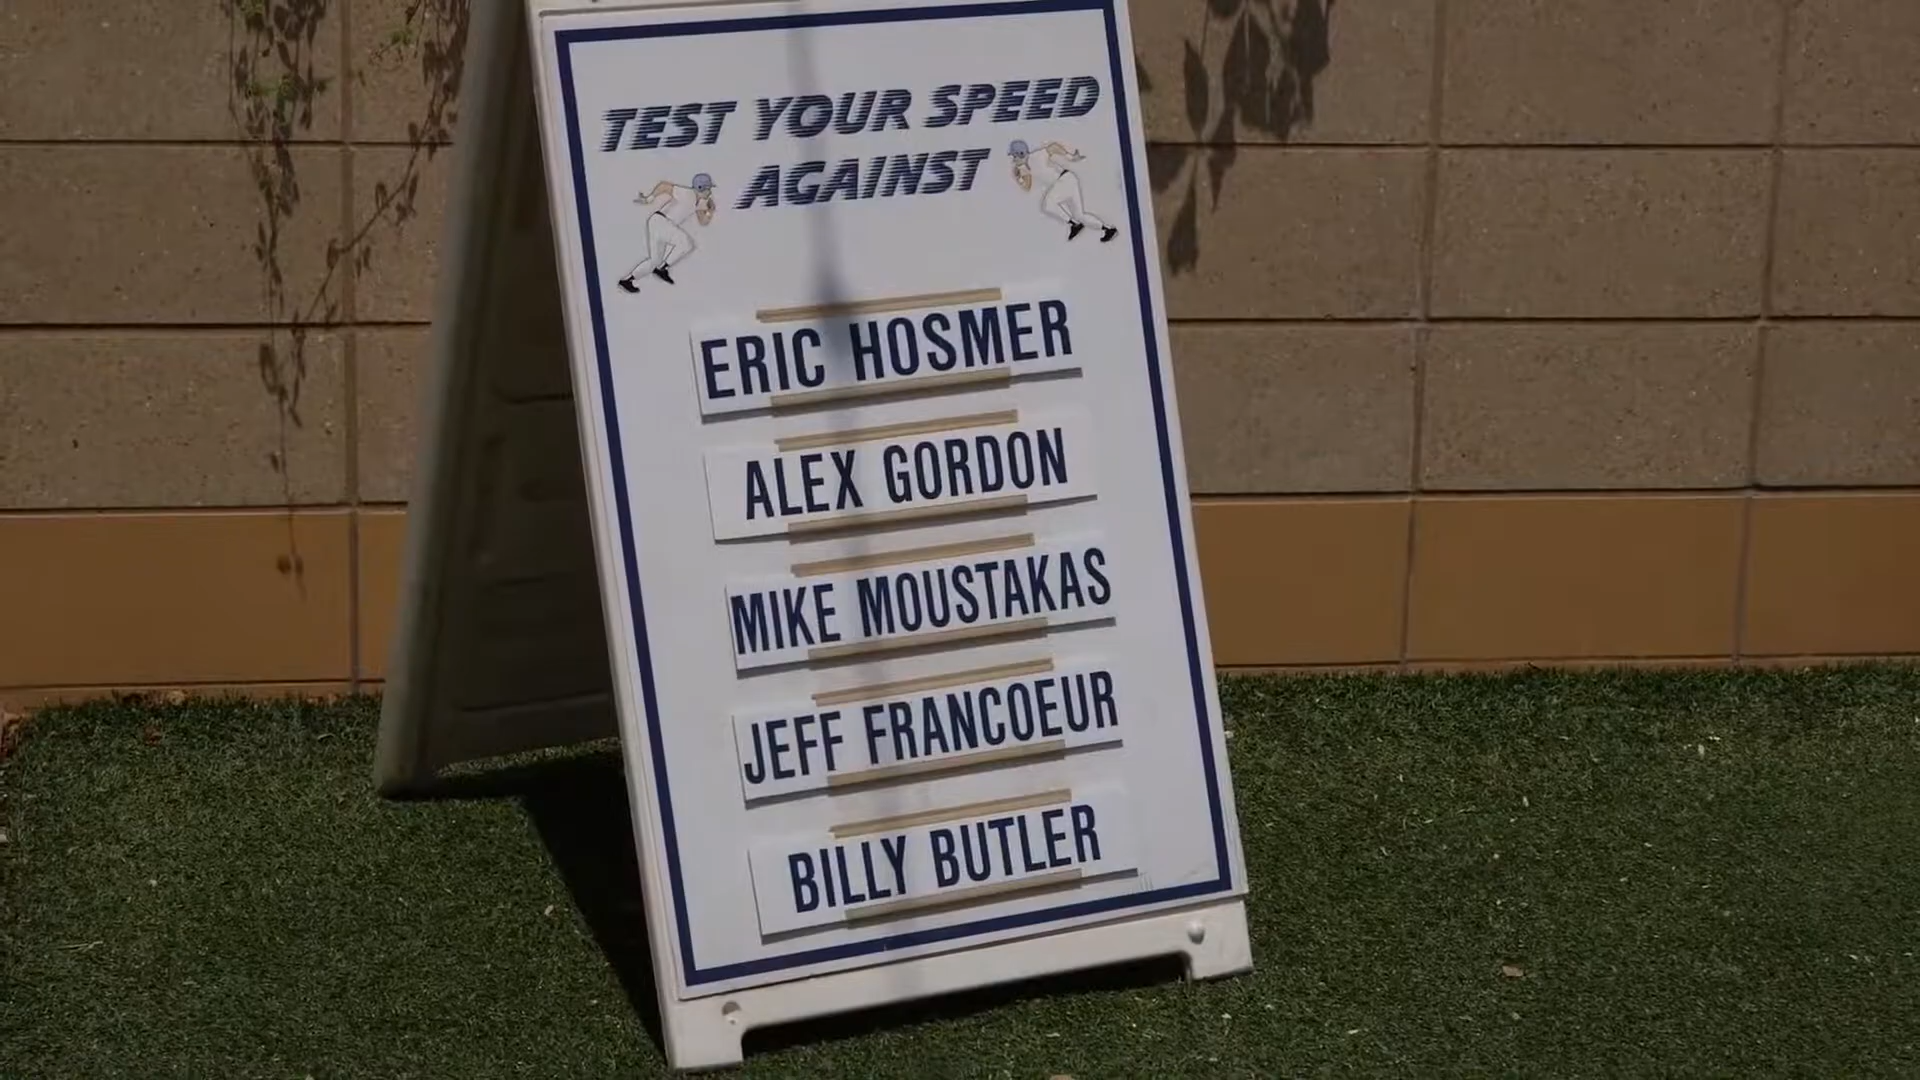 TEST YOUR SPEED
AGAINST
ERIC HOSMER
ALEX GORDON
MIKE MOUSTAKAS
JEFF FRANCOEUR
BILLY BUTLER